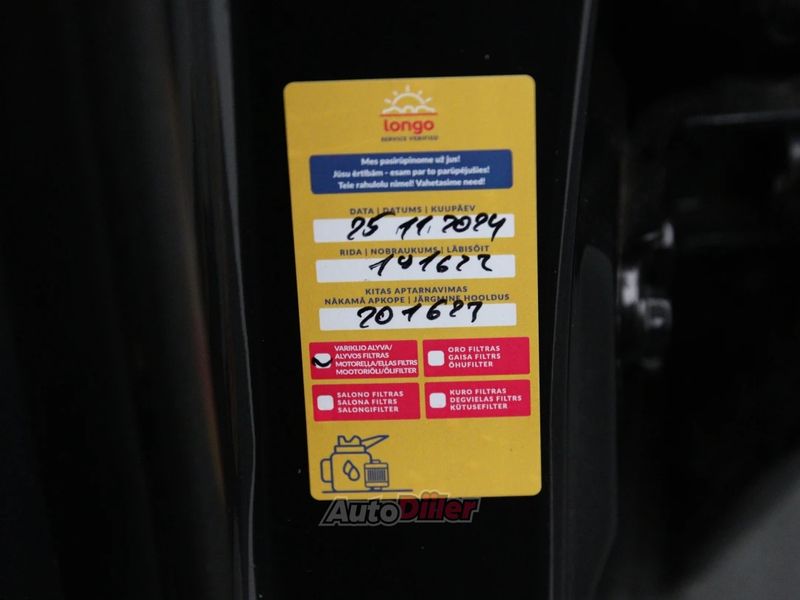 longo
SERVICE VERIFIED
Mes pasirūpinome už jus!
Jūsu ērtībām - esam par to parūpējušies!
Teie rahulolu nimel! Vahetasime need!
DATA | DATUMS | KUUPÄEV
25 11.2024
RIDA | NOBRAUKUMS | LÄBISÕIT
191622
KITAS APTARNAVIMAS
NĀKAMĀ APKOPE | JÄRGMINE HOOLDUS
201627
VARIKLIO ALYVA/
ALYVOS FILTRAS
MOTOREĻĻA/EĻĻAS FILTRS
MOOTORIÕLI/ÕLIFILTER
ORO FILTRAS
GAISA FILTRS
ÕHUFILTER
SALONO FILTRAS
SALONA FILTRS
SALONGIFILTER
KURO FILTRAS
DEGVIELAS FILTRS
KÜTUSEFILTER
AutoDiler